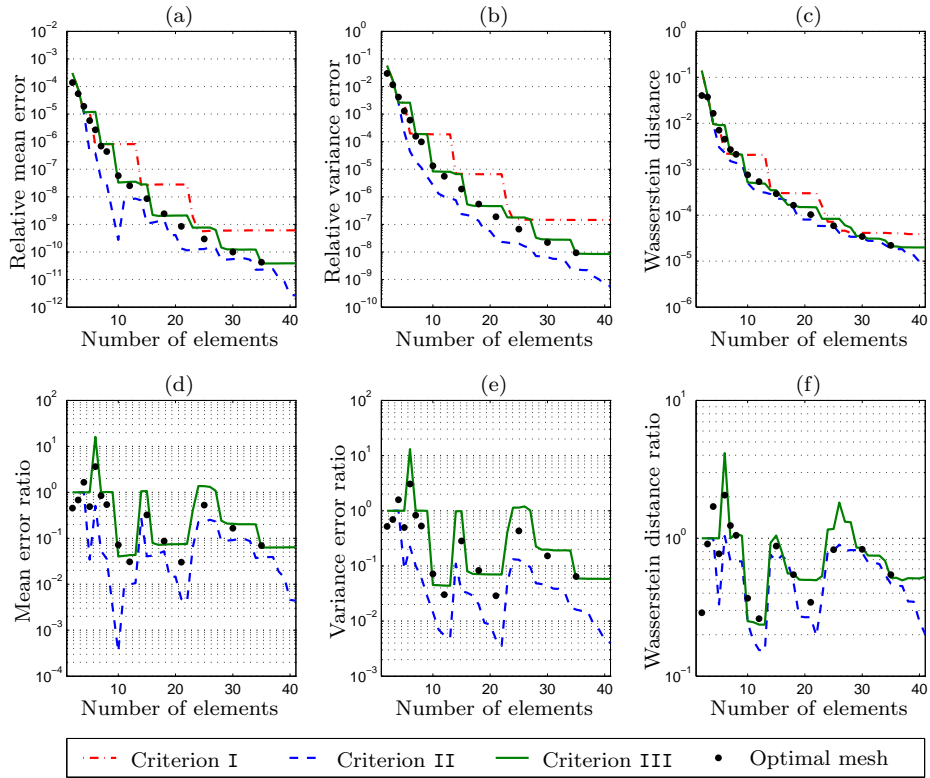 (a)
10^-2
10^-3
10^-4
10^-5
10^-6
10^-7
10^-8
10^-9
10^-10
10^-11
10^-12
Relative mean error
10 20 30 40
Number of elements
(b)
10^0
10^-1
10^-2
10^-3
10^-4
10^-5
10^-6
10^-7
10^-8
10^-9
10^-10
Relative variance error
10 20 30 40
Number of elements
(c)
10^0
10^-1
10^-2
10^-3
10^-4
10^-5
10^-6
Wasserstein distance
10 20 30 40
Number of elements
(d)
10^2
10^1
10^0
10^-1
10^-2
10^-3
10^-4
Mean error ratio
10 20 30 40
Number of elements
(e)
10^2
10^1
10^0
10^-1
10^-2
10^-3
Variance error ratio
10 20 30 40
Number of elements
(f)
10^1
10^0
10^-1
Wasserstein distance ratio
10 20 30 40
Number of elements
Criterion I Criterion II Criterion III Optimal mesh